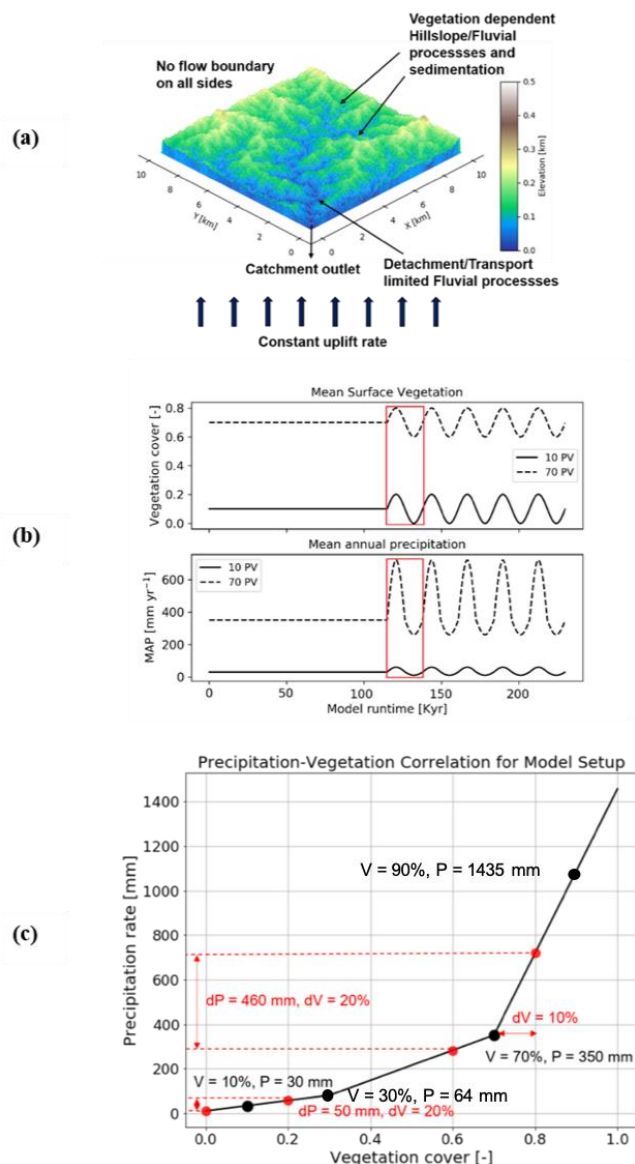 (a)
Vegetation dependent
Hillslope/Fluvial
processses and
sedimentation
No flow boundary
on all sides
0.5
0.4
0.3
0.2
0.1
0.0
Elevation [km]
10
8
6
4
2
0
Y [km]
0
2
4
6
8
10
X [km]
Catchment outlet
Detachment/Transport
limited Fluvial processses
Constant uplift rate
(b)
Mean Surface Vegetation
Vegetation cover [-]
0.8
0.6
0.4
0.2
0.0
10 PV
70 PV
Mean annual precipitation
MAP [mm yr⁻¹]
600
400
200
0
10 PV
70 PV
0 50 100 150 200
Model runtime [Kyr]
(c)
Precipitation-Vegetation Correlation for Model Setup
Precipitation rate [mm]
1400
1200
1000
800
600
400
200
0
V = 90%, P = 1435 mm
dP = 460 mm, dV = 20%
dV = 10%
V = 70%, P = 350 mm
V = 10%, P = 30 mm
V = 30%, P = 64 mm
dP = 50 mm, dV = 20%
0.0 0.2 0.4 0.6 0.8 1.0
Vegetation cover [-]